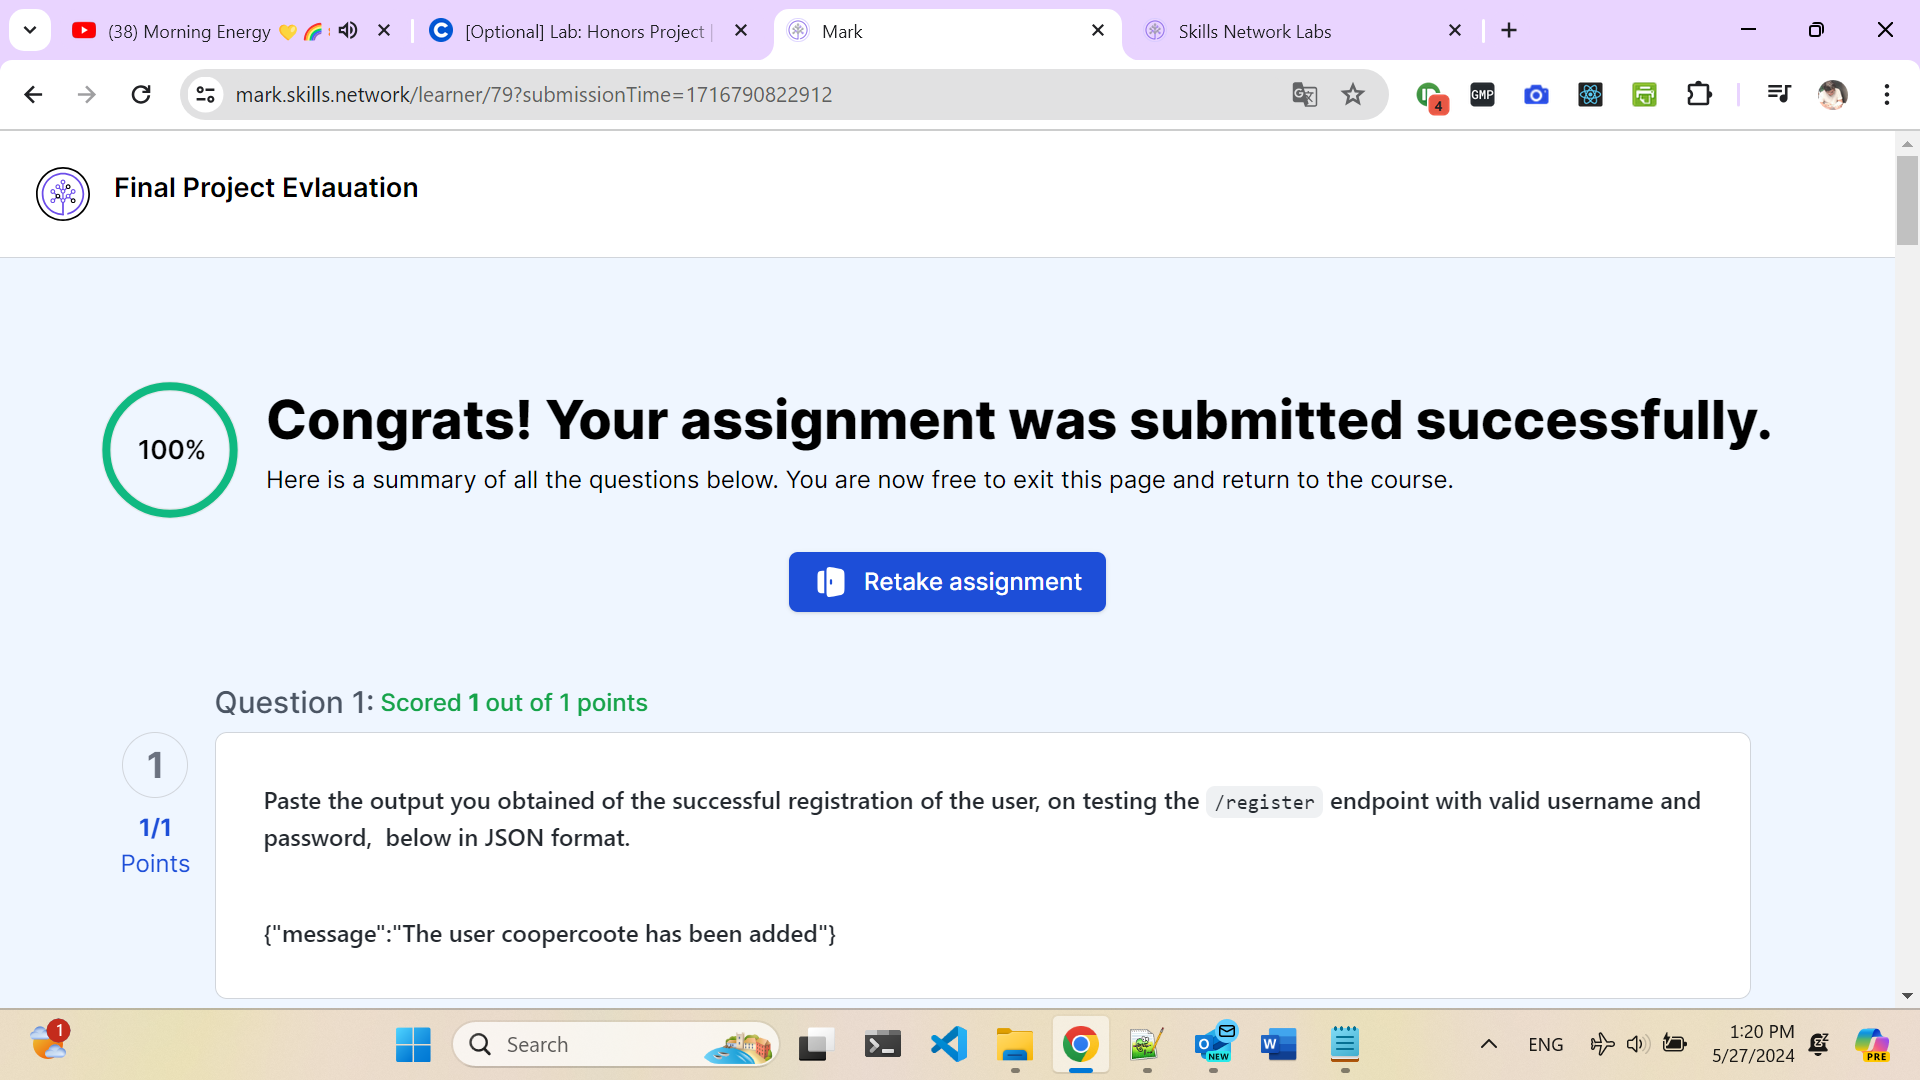 (38) Morning Energy
[Optional] Lab: Honors Project |
Mark
Skills Network Labs
mark.skills.network/learner/79?submissionTime=1716790822912
4
GMP
Final Project Evlauation
100%
Congrats! Your assignment was submitted successfully.
Here is a summary of all the questions below. You are now free to exit this page and return to the course.
Retake assignment
Question 1: Scored 1 out of 1 points
1
1/1
Points
Paste the output you obtained of the successful registration of the user, on testing the /register endpoint with valid username and
password,  below in JSON format.
{"message":"The user coopercoote has been added"}
1
Search
NEW
W
ENG
1:20 PM
5/27/2024
PRE